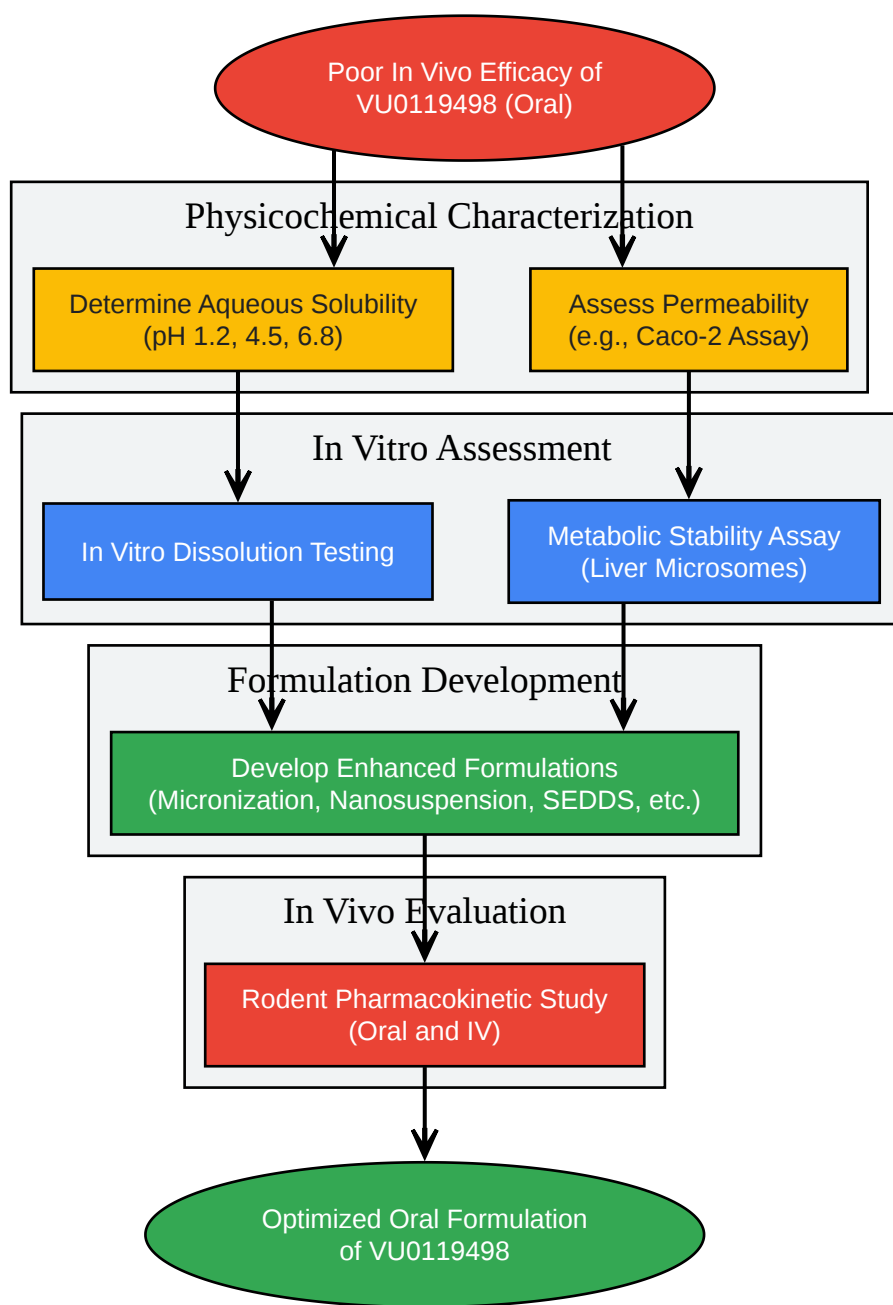 Poor In Vivo Efficacy of
VU0119498 (Oral)
Physicochemical Characterization
Determine Aqueous Solubility
(pH 1.2, 4.5, 6.8)
Assess Permeability
(e.g., Caco-2 Assay)
In Vitro Assessment
In Vitro Dissolution Testing
Metabolic Stability Assay
(Liver Microsomes)
Formulation Development
Develop Enhanced Formulations
(Micronization, Nanosuspension, SEDDS, etc.)
In Vivo Evaluation
Rodent Pharmacokinetic Study
(Oral and IV)
Optimized Oral Formulation
of VU0119498